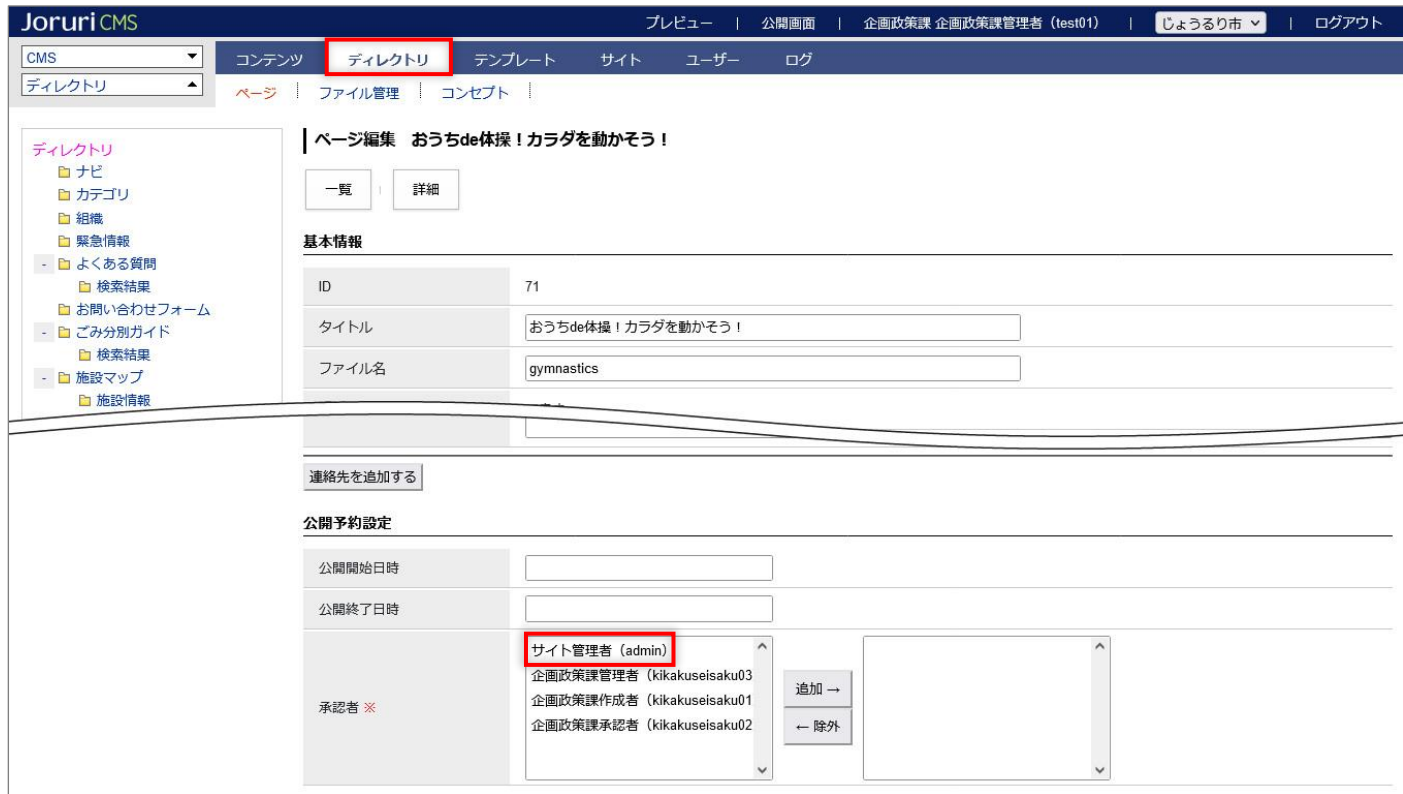 Joruri CMS
プレビュー | 公開画面 | 企画政策課 企画政策課管理者（test01） | じょうるり市 | ログアウト
CMS
コンテンツ ディレクトリ テンプレート サイト ユーザー ログ
ディレクトリ
ページ ファイル管理 コンセプト
ページ編集 おうちde体操！カラダを動かそう！
ディレクトリ
ナビ
カテゴリ
組織
緊急情報
- よくある質問
検索結果
お問い合わせフォーム
- ごみ分別ガイド
検索結果
- 施設マップ
施設情報
一覧 詳細
基本情報
ID 71
タイトル おうちde体操！カラダを動かそう！
ファイル名 gymnastics
連絡先を追加する
公開予約設定
公開開始日時
公開終了日時
承認者 ※
サイト管理者（admin）
企画政策課管理者（kikakuseisaku03
企画政策課作成者（kikakuseisaku01
企画政策課承認者（kikakuseisaku02
追加→
←除外